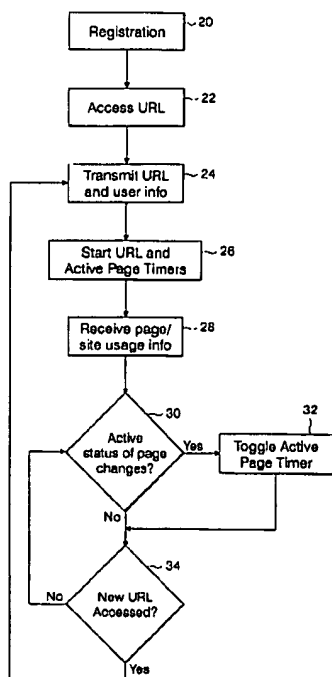 Registration
20
Access URL
22
Transmit URL
and user info
24
Start URL and
Active Page Timers
26
Receive page/
site usage info
28
Active
status of page
changes?
30
Yes
Toggle Active
Page Timer
32
No
New URL
Accessed?
34
No
Yes